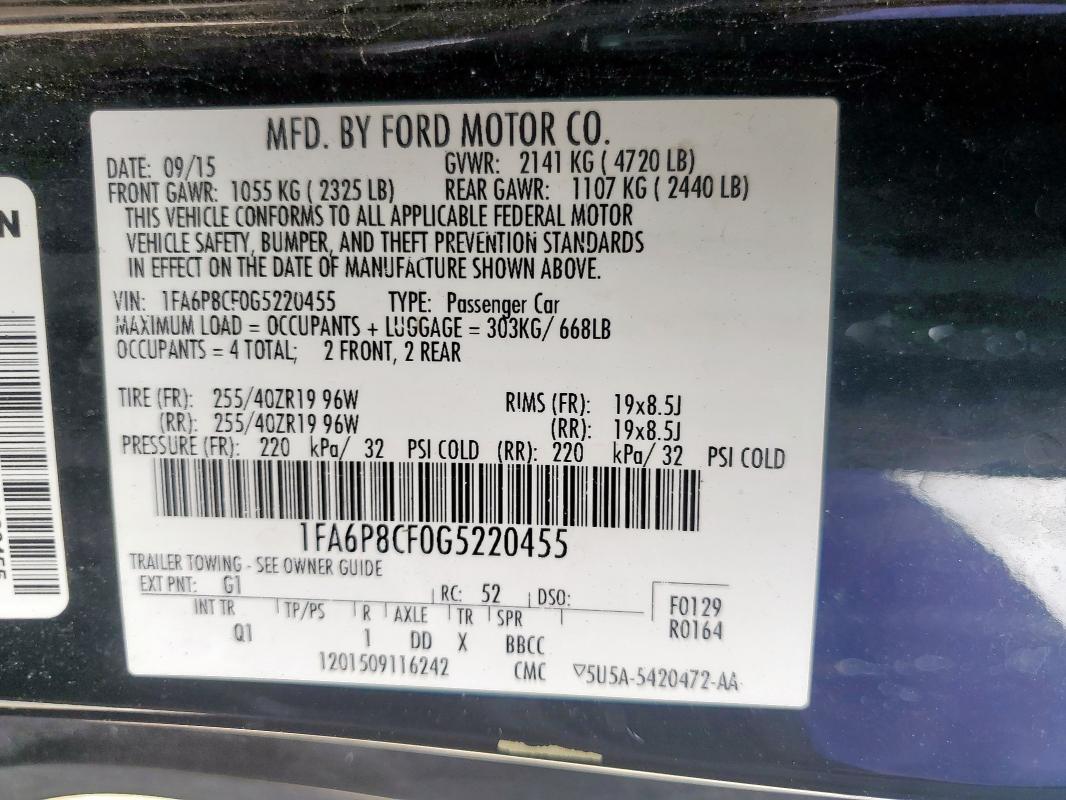 MFD. BY FORD MOTOR CO.
DATE: 09/15 GVWR: 2141 KG ( 4720 LB)
FRONT GAWR: 1055 KG ( 2325 LB) REAR GAWR: 1107 KG ( 2440 LB)
THIS VEHICLE CONFORMS TO ALL APPLICABLE FEDERAL MOTOR
VEHICLE SAFETY, BUMPER, AND THEFT PREVENTION STANDARDS
IN EFFECT ON THE DATE OF MANUFACTURE SHOWN ABOVE.
VIN: 1FA6P8CF0G5220455 TYPE: Passenger Car
MAXIMUM LOAD = OCCUPANTS + LUGGAGE = 303KG/ 668LB
OCCUPANTS = 4 TOTAL; 2 FRONT, 2 REAR
TIRE (FR): 255/40ZR19 96W RIMS (FR): 19x8.5J
(RR): 255/40ZR19 96W (RR): 19x8.5J
PRESSURE (FR): 220 kPa/ 32 PSI COLD (RR): 220 kPa/ 32 PSI COLD
1FA6P8CF0G5220455
TRAILER TOWING - SEE OWNER GUIDE
EXT PNT: G1 RC: 52 DSO:
INT TR TP/PS R AXLE TR SPR F0129
Q1 1 DD X BBCC R0164
1201509116242 CMC ▽5U5A-5420472-AA
N